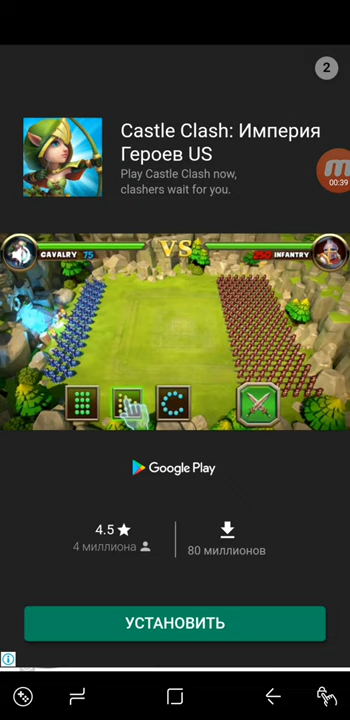 2
Castle Clash: Империя
Героев US
Play Castle Clash now,
clashers wait for you.
00:39
CAVALRY 75
VS
250 INFANTRY
Google Play
4.5
4 миллиона
80 миллионов
УСТАНОВИТЬ